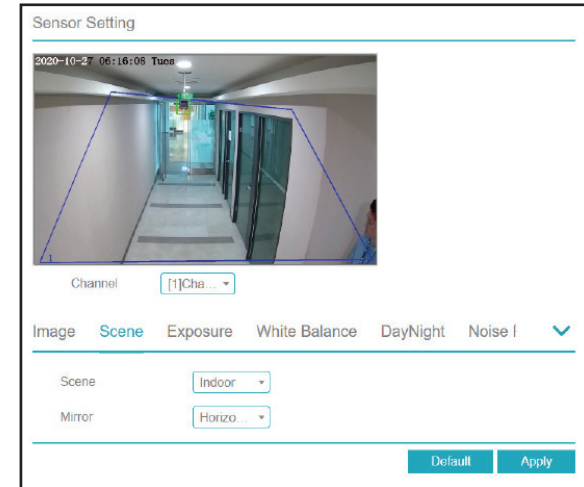 Sensor Setting
2020-10-27 06:16:08 Tues
1
Channel [1]Cha... 
Image Scene Exposure White Balance DayNight Noise
Scene Indoor
Mirror Horizo...
Default Apply